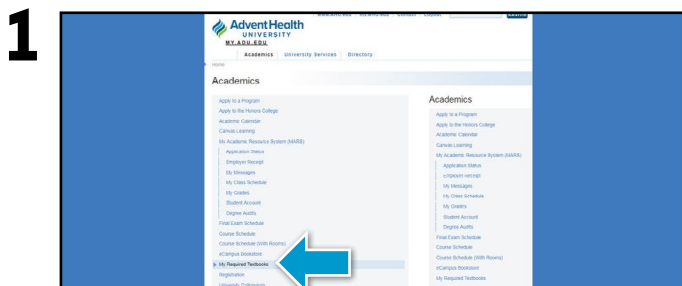 1
AdventHealth
UNIVERSITY
MY.AOU.EDU
Academics University Services Directory
Home
Academics
Apply to a Program
Apply to the Honors College
Academic Calendar
Canvas Learning
My Academic Resource System (MARS)
Application Status
Employer Receipt
My Messages
My Class Schedule
My Grades
Student Account
Degree Audits
Final Exam Schedule
Course Schedule
Course Schedule (With Rooms)
eCampus Bookstore
My Required Textbooks
Registration
University Colloquium
Academics
Apply to a Program
Apply to the Honors College
Academic Calendar
Canvas Learning
My Academic Resource System (MARS)
Application Status
Employer Receipt
My Messages
My Class Schedule
My Grades
Student Account
Degree Audits
Final Exam Schedule
Course Schedule
Course Schedule (With Rooms)
eCampus Bookstore
My Required Textbooks